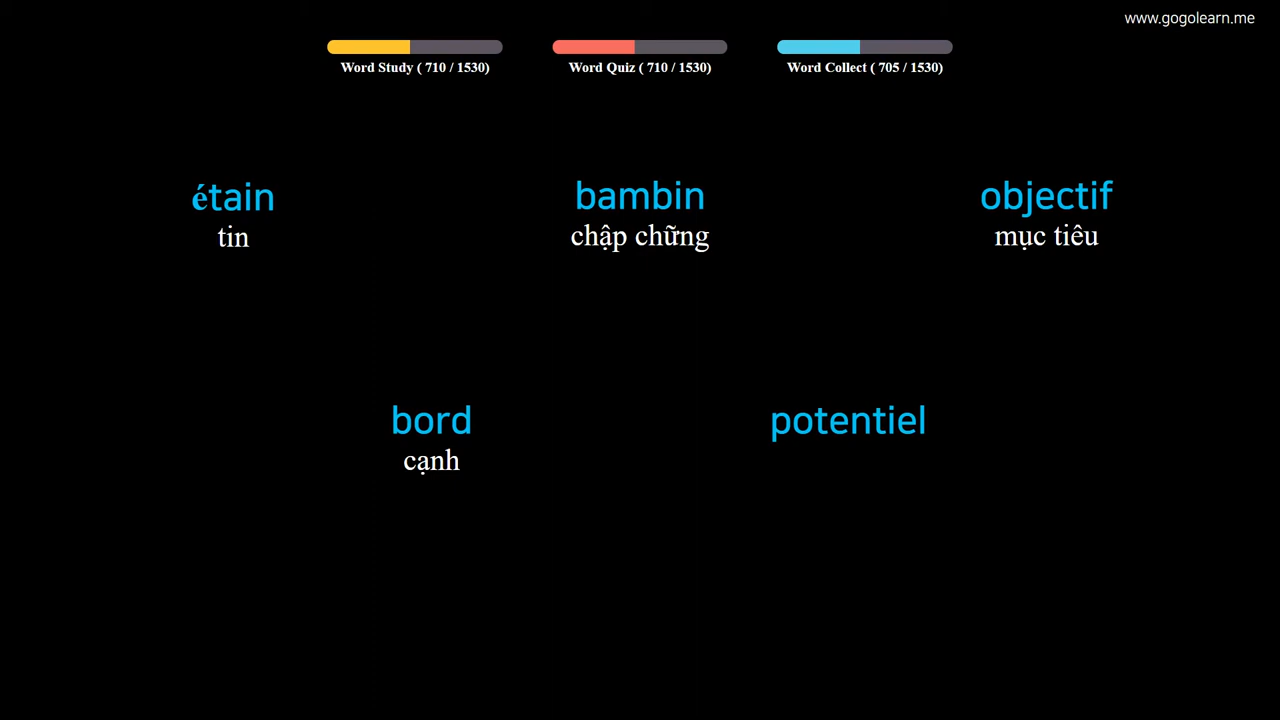 www.gogolearn.me
Word Study ( 710 / 1530)
Word Quiz ( 710 / 1530)
Word Collect ( 705 / 1530)
étain
tin
bambin
chập chững
objectif
mục tiêu
bord
cạnh
potentiel